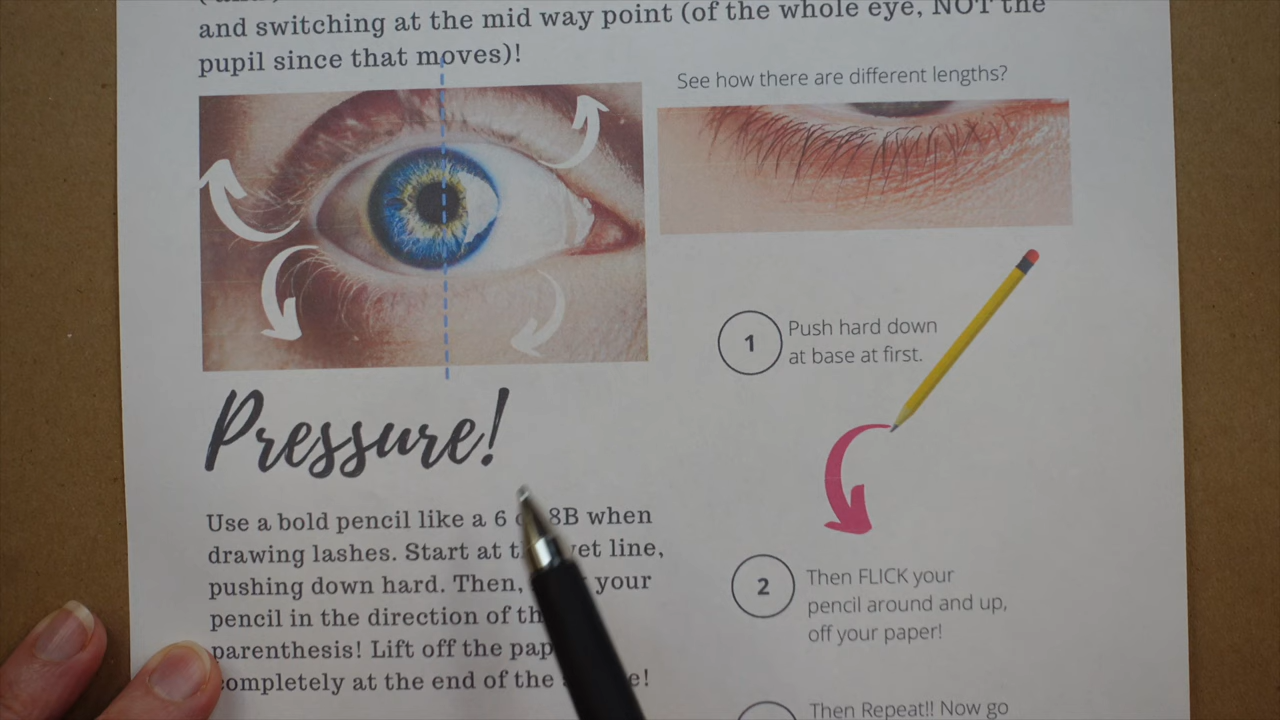 and switching at the mid way point (of the whole eye, NOT the
pupil since that moves)!
See how there are different lengths?
1
Push hard down
at base at first.
Pressure!
Use a bold pencil like a 6 8B when
drawing lashes. Start at wet line,
pushing down hard. Then, your
pencil in the direction of
parenthesis! Lift off the
completely at the end of the
2
Then FLICK your
pencil around and up,
off your paper!
Then Repeat!! Now go